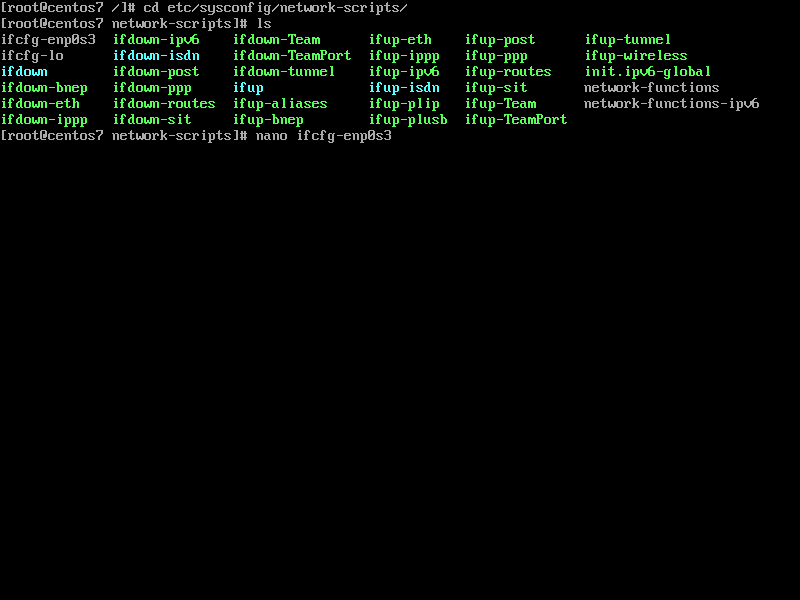 [root@centos7 /]# cd etc/sysconfig/network-scripts/
[root@centos7 network-scripts]# ls
ifcfg-enp0s3  ifdown-ipv6    ifdown-Team      ifup-eth    ifup-post      ifup-tunnel
ifcfg-lo      ifdown-isdn    ifdown-TeamPort  ifup-ippp   ifup-ppp       ifup-wireless
ifdown        ifdown-post    ifdown-tunnel    ifup-ipv6   ifup-routes    init.ipv6-global
ifdown-bnep   ifdown-ppp     ifup             ifup-isdn   ifup-sit       network-functions
ifdown-eth    ifdown-routes  ifup-aliases     ifup-plip   ifup-Team      network-functions-ipv6
ifdown-ippp   ifdown-sit     ifup-bnep        ifup-plusb  ifup-TeamPort
[root@centos7 network-scripts]# nano ifcfg-enp0s3